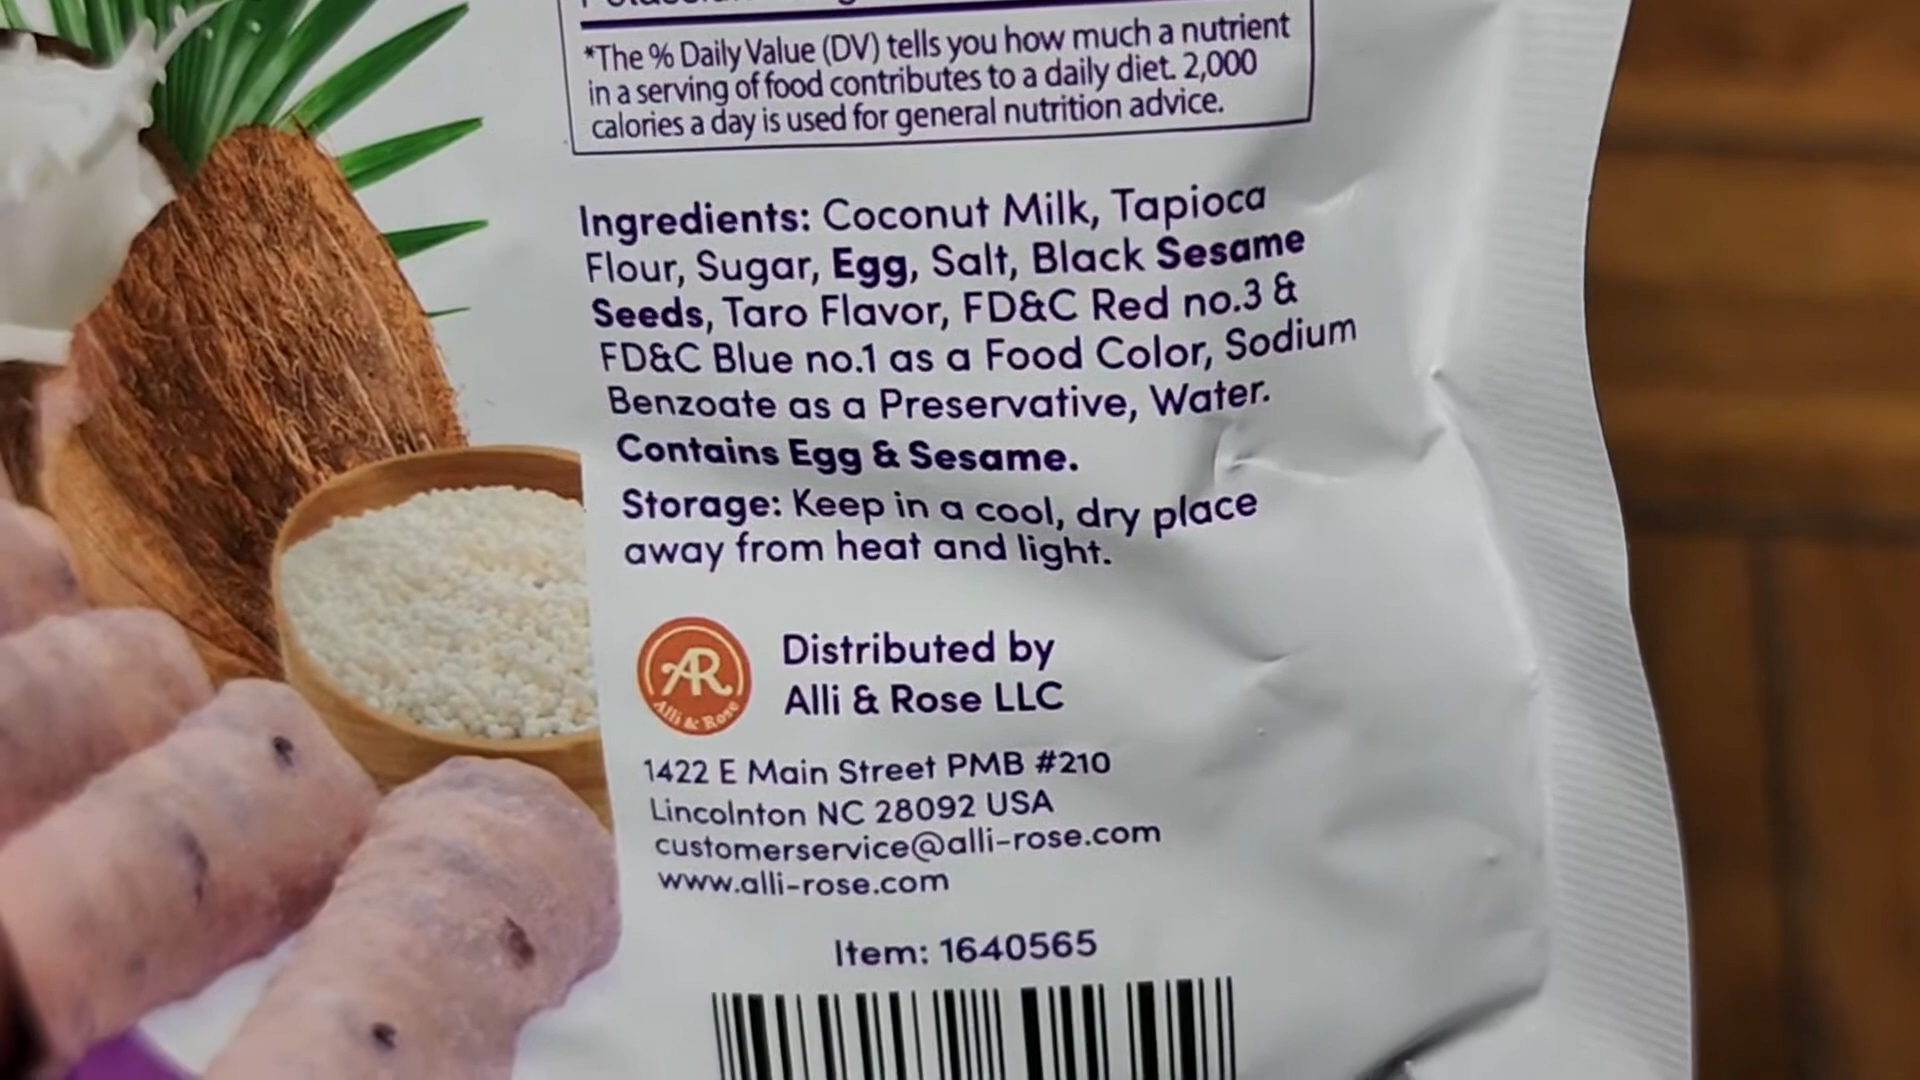 *The % Daily Value (DV) tells you how much a nutrient
in a serving of food contributes to a daily diet. 2,000
calories a day is used for general nutrition advice.
Ingredients: Coconut Milk, Tapioca
Flour, Sugar, Egg, Salt, Black Sesame
Seeds, Taro Flavor, FD&C Red no.3 &
FD&C Blue no.1 as a Food Color, Sodium
Benzoate as a Preservative, Water.
Contains Egg & Sesame.
Storage: Keep in a cool, dry place
away from heat and light.
AR
Alli & Rose
Distributed by
Alli & Rose LLC
1422 E Main Street PMB #210
Lincolnton NC 28092 USA
customerservice@alli-rose.com
www.alli-rose.com
Item: 1640565